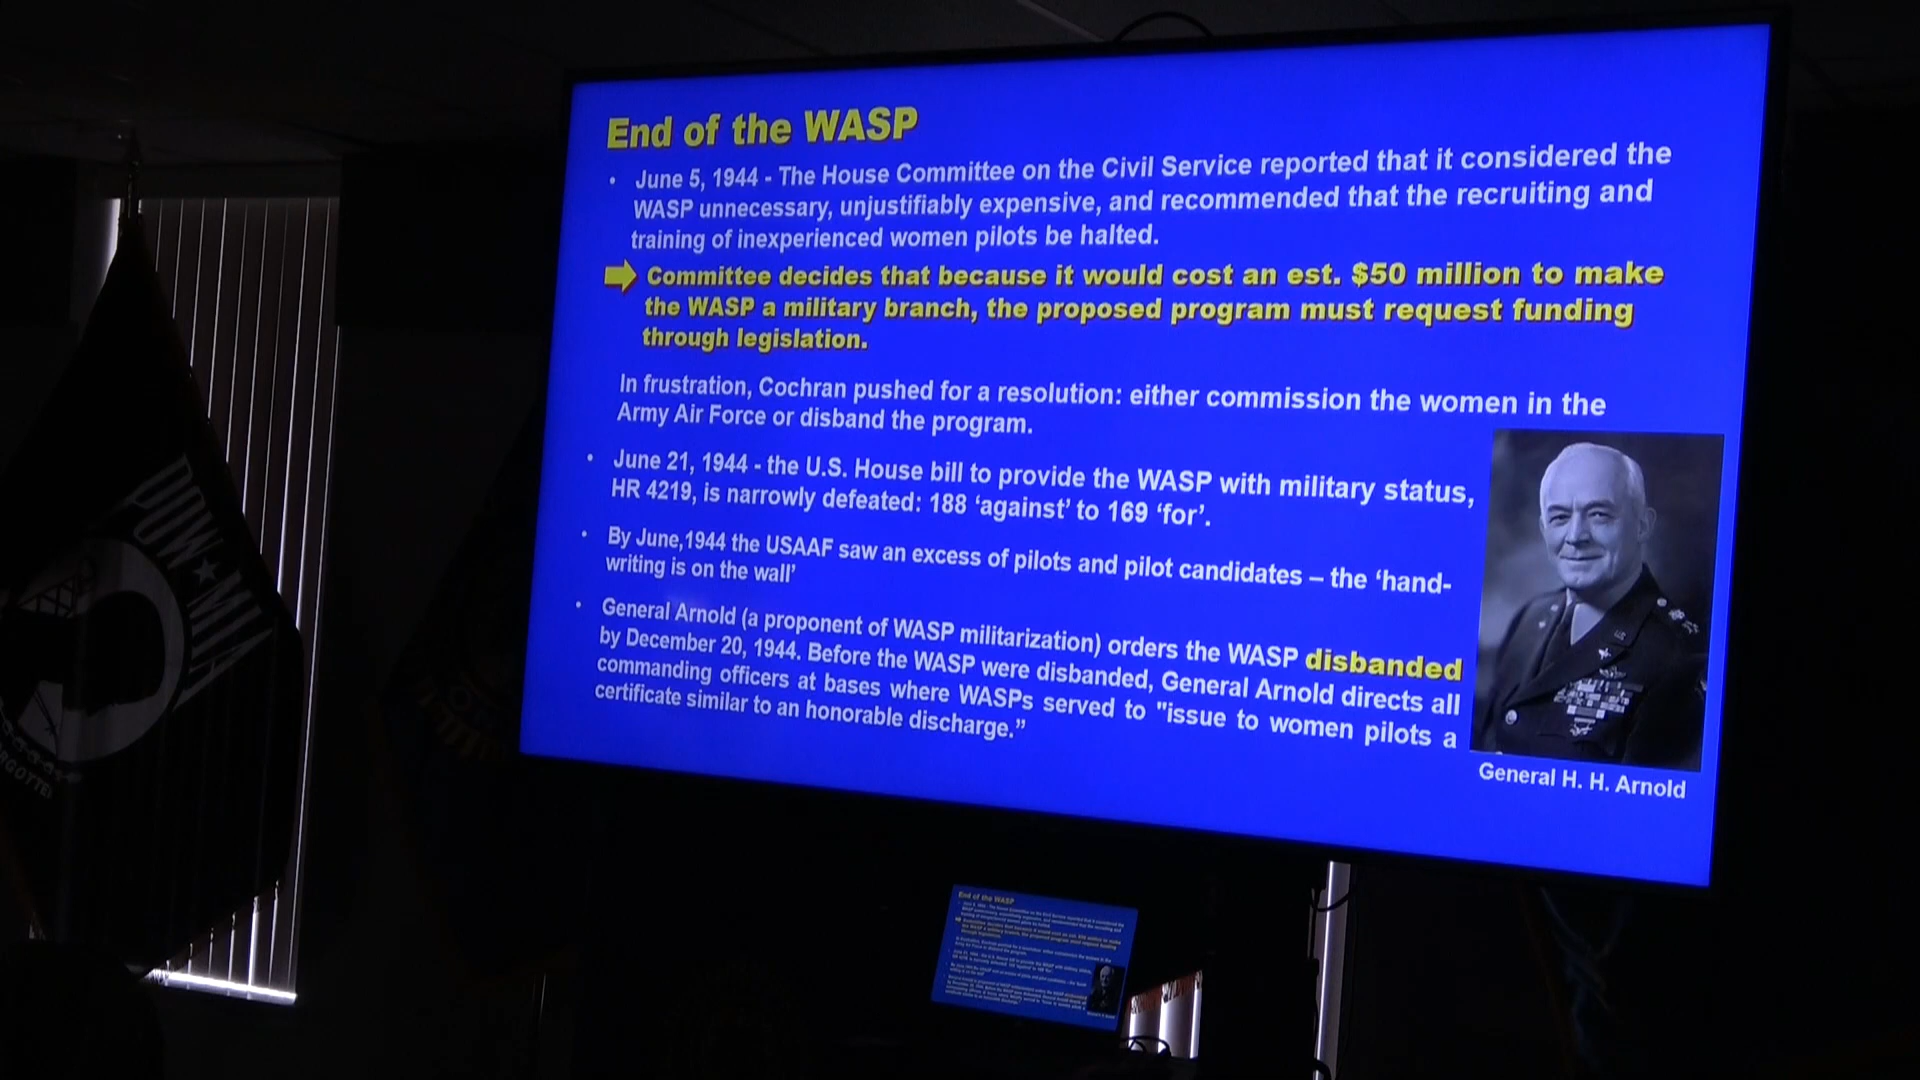 End of the WASP
• June 5, 1944 - The House Committee on the Civil Service reported that it considered the
WASP unnecessary, unjustifiably expensive, and recommended that the recruiting and
training of inexperienced women pilots be halted.
Committee decides that because it would cost an est. $50 million to make
the WASP a military branch, the proposed program must request funding
through legislation.
In frustration, Cochran pushed for a resolution: either commission the women in the
Army Air Force or disband the program.
• June 21, 1944 - the U.S. House bill to provide the WASP with military status,
HR 4219, is narrowly defeated: 188 ‘against’ to 169 ‘for’.
• By June,1944 the USAAF saw an excess of pilots and pilot candidates – the ‘hand-
writing is on the wall’
• General Arnold (a proponent of WASP militarization) orders the WASP disbanded
by December 20, 1944. Before the WASP were disbanded, General Arnold directs all
commanding officers at bases where WASPs served to "issue to women pilots a
certificate similar to an honorable discharge.”
General H. H. Arnold
POW★MIA
RGOTTEN
End of the WASP